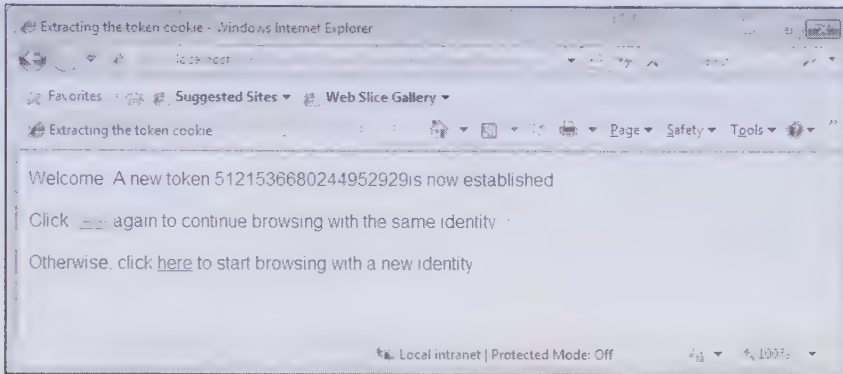 Extracting the token cookie - Windows Internet Explorer
Favorites Suggested Sites Web Slice Gallery
Extracting the token cookie Page Safety Tools
Welcome A new token 5121536680244952929is now established
Click again to continue browsing with the same identity
Otherwise, click here to start browsing with a new identity
Local intranet | Protected Mode: Off 100%